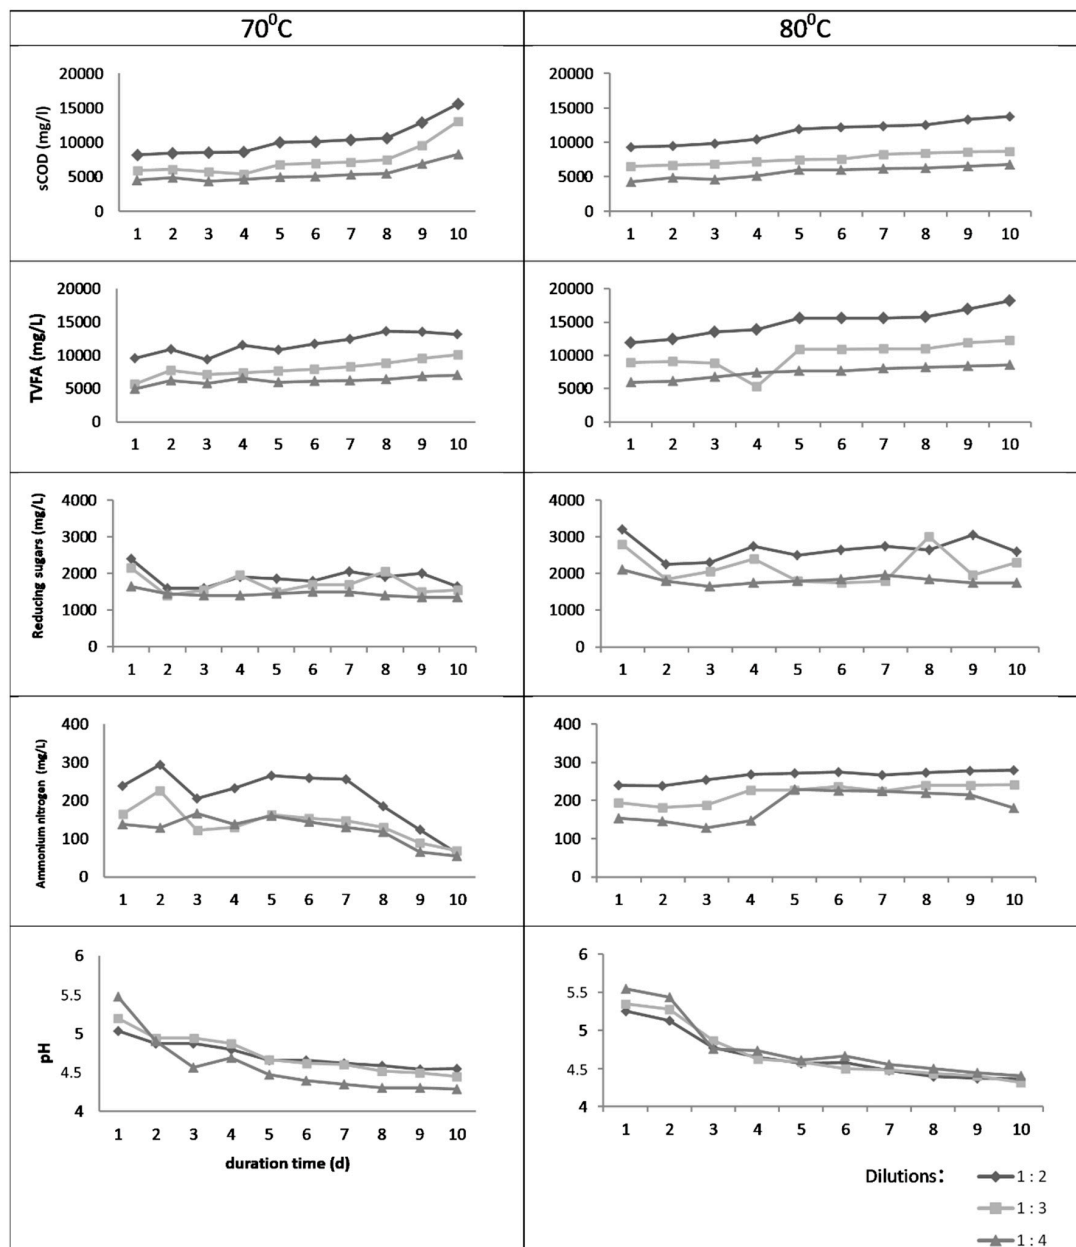 70⁰C
80⁰C
sCOD (mg/l)
20000
15000
10000
5000
0
1 2 3 4 5 6 7 8 9 10
20000
15000
10000
5000
0
1 2 3 4 5 6 7 8 9 10
TVFA (mg/L)
20000
15000
10000
5000
0
1 2 3 4 5 6 7 8 9 10
20000
15000
10000
5000
0
1 2 3 4 5 6 7 8 9 10
Reducing sugars (mg/L)
4000
3000
2000
1000
0
1 2 3 4 5 6 7 8 9 10
4000
3000
2000
1000
0
1 2 3 4 5 6 7 8 9 10
Ammonium nitrogen (mg/L)
400
300
200
100
0
1 2 3 4 5 6 7 8 9 10
400
300
200
100
0
1 2 3 4 5 6 7 8 9 10
pH
6
5.5
5
4.5
4
1 2 3 4 5 6 7 8 9 10
duration time (d)
6
5.5
5
4.5
4
1 2 3 4 5 6 7 8 9 10
Dilutions:
1 : 2
1 : 3
1 : 4